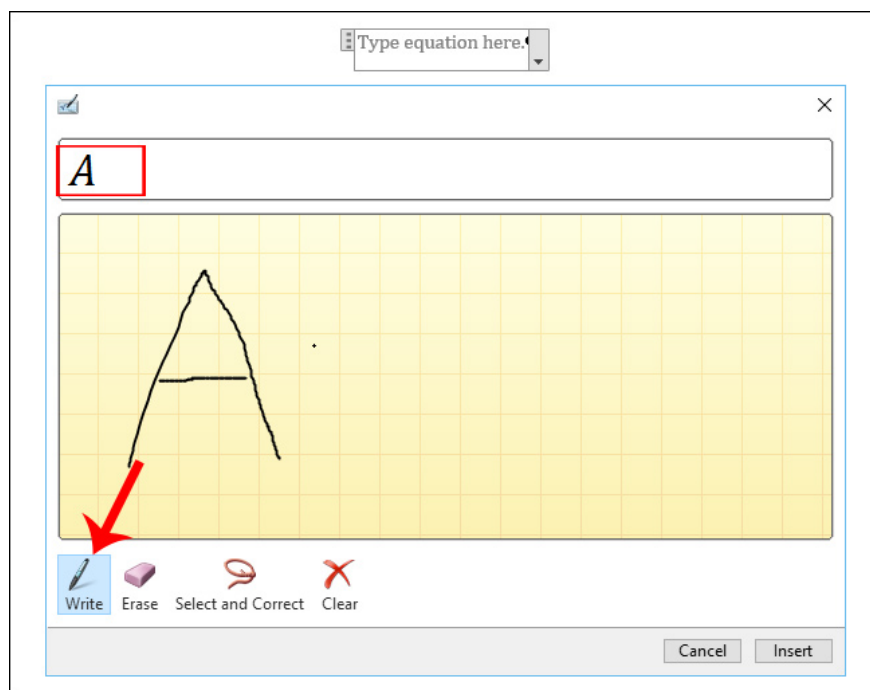 Type equation here.
A
A
Write Erase Select and Correct Clear
Cancel Insert